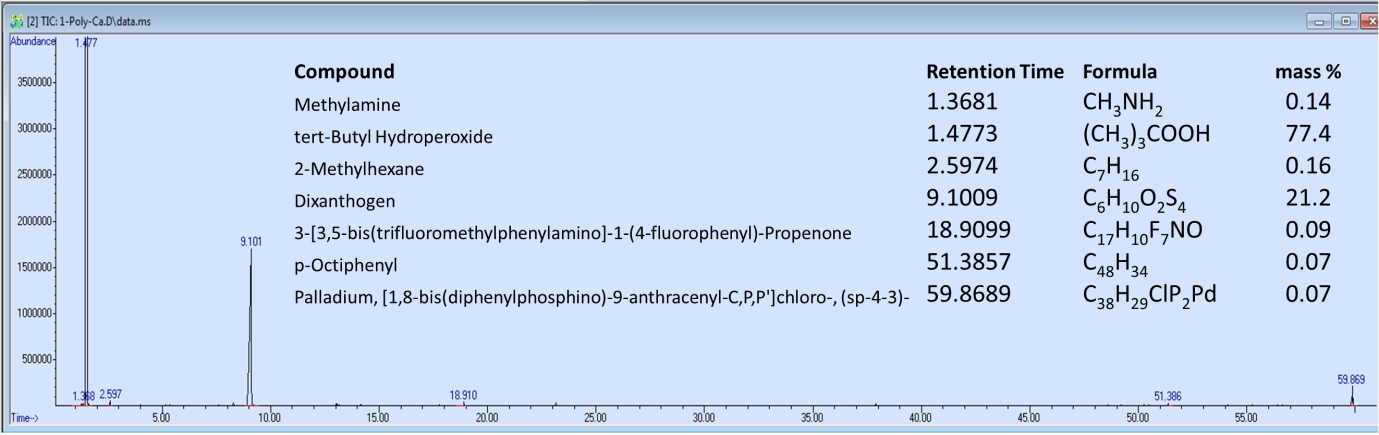 [2] TIC: 1-Poly-Ca.D\data.ms
Abundance
1.477
Compound Retention Time Formula mass %
3500000
Methylamine 1.3681 CH₃NH₂ 0.14
3000000
tert-Butyl Hydroperoxide 1.4773 (CH₃)₃COOH 77.4
2-Methylhexane 2.5974 C₇H₁₆ 0.16
2500000
Dixanthogen 9.1009 C₆H₁₀O₂S₄ 21.2
2000000
3-[3,5-bis(trifluoromethylphenylamino]-1-(4-fluorophenyl)-Propenone 18.9099 C₁₇H₁₀F₇NO 0.09
9.101
p-Octiphenyl 51.3857 C₄₈H₃₄ 0.07
1500000
Palladium, [1,8-bis(diphenylphosphino)-9-anthracenyl-C,P,P']chloro-, (sp-4-3)- 59.8689 C₃₈H₂₉ClP₂Pd 0.07
1000000
500000
59.869
1.368 2.597 18.910 51.386
Time--> 5.00 10.00 15.00 20.00 25.00 30.00 35.00 40.00 45.00 50.00 55.00